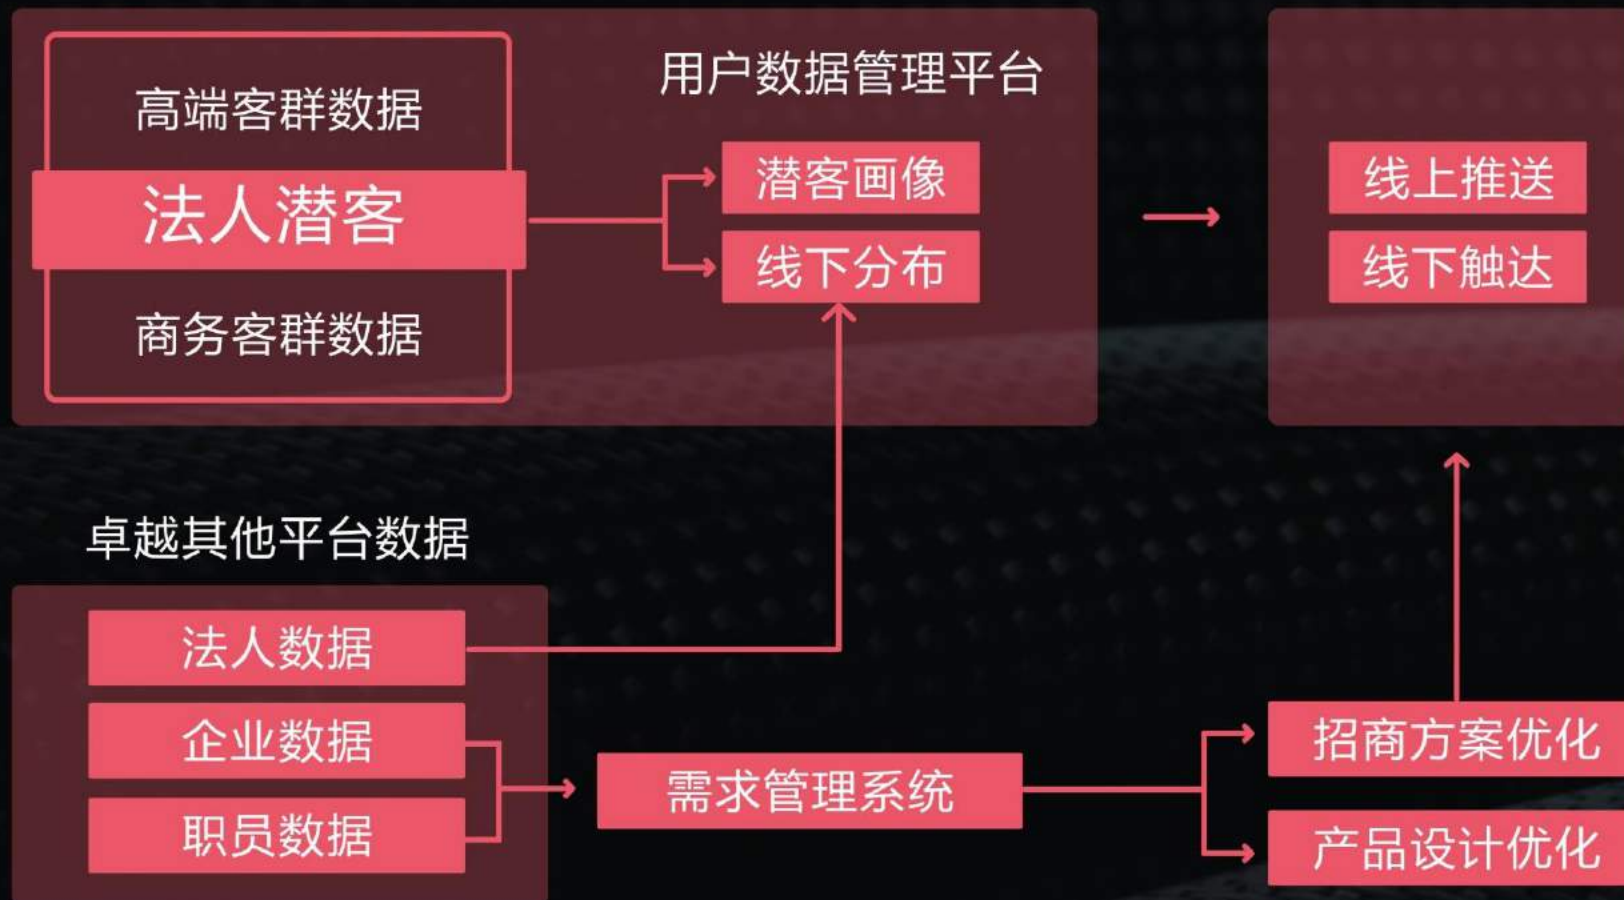 用户数据管理平台
高端客群数据
法人潜客
商务客群数据
潜客画像
线下分布
线上推送
线下触达
卓越其他平台数据
法人数据
企业数据
职员数据
需求管理系统
招商方案优化
产品设计优化